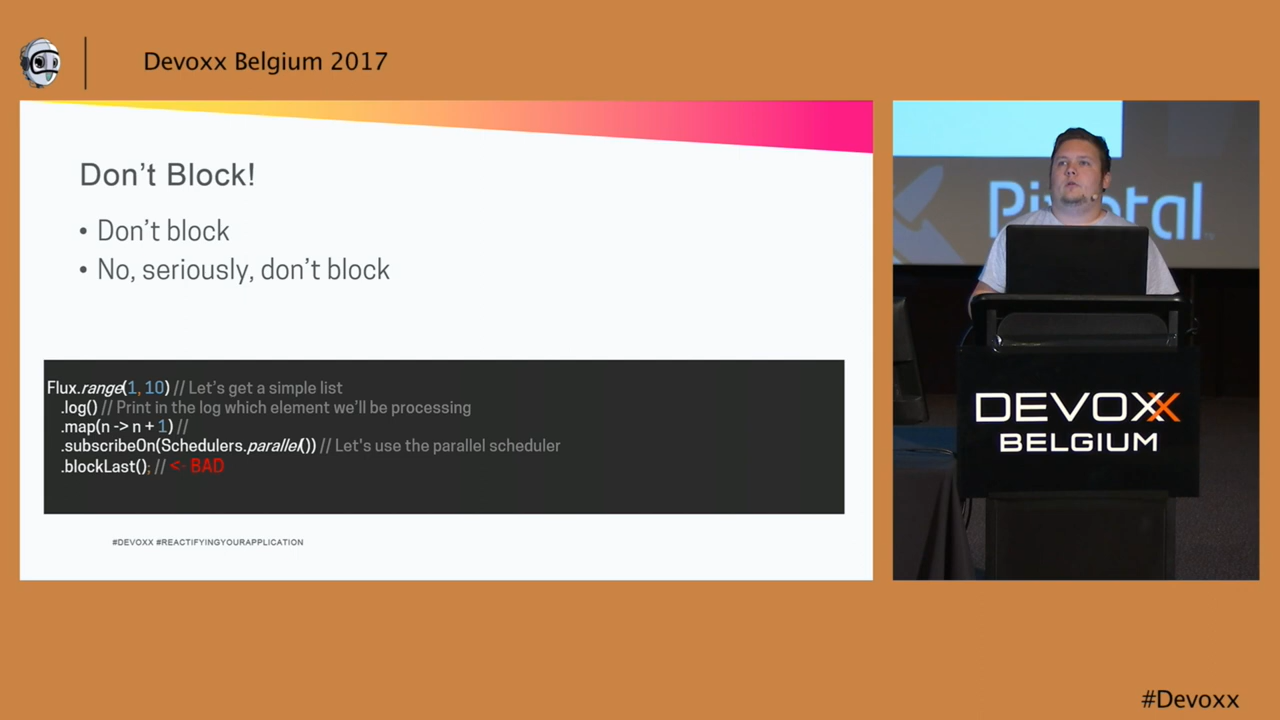 Devoxx Belgium 2017
Don't Block!
• Don't block
• No, seriously, don't block
Flux.range(1, 10) // Let's get a simple list
.log() // Print in the log which element we'll be processing
.map(n -> n + 1) //
.subscribeOn(Schedulers.parallel()) // Let's use the parallel scheduler
.blockLast(); // <- BAD
#DEVOXX #REACTIFYINGYOURAPPLICATION
Pivotal
DEVOXX
BELGIUM
#Devoxx